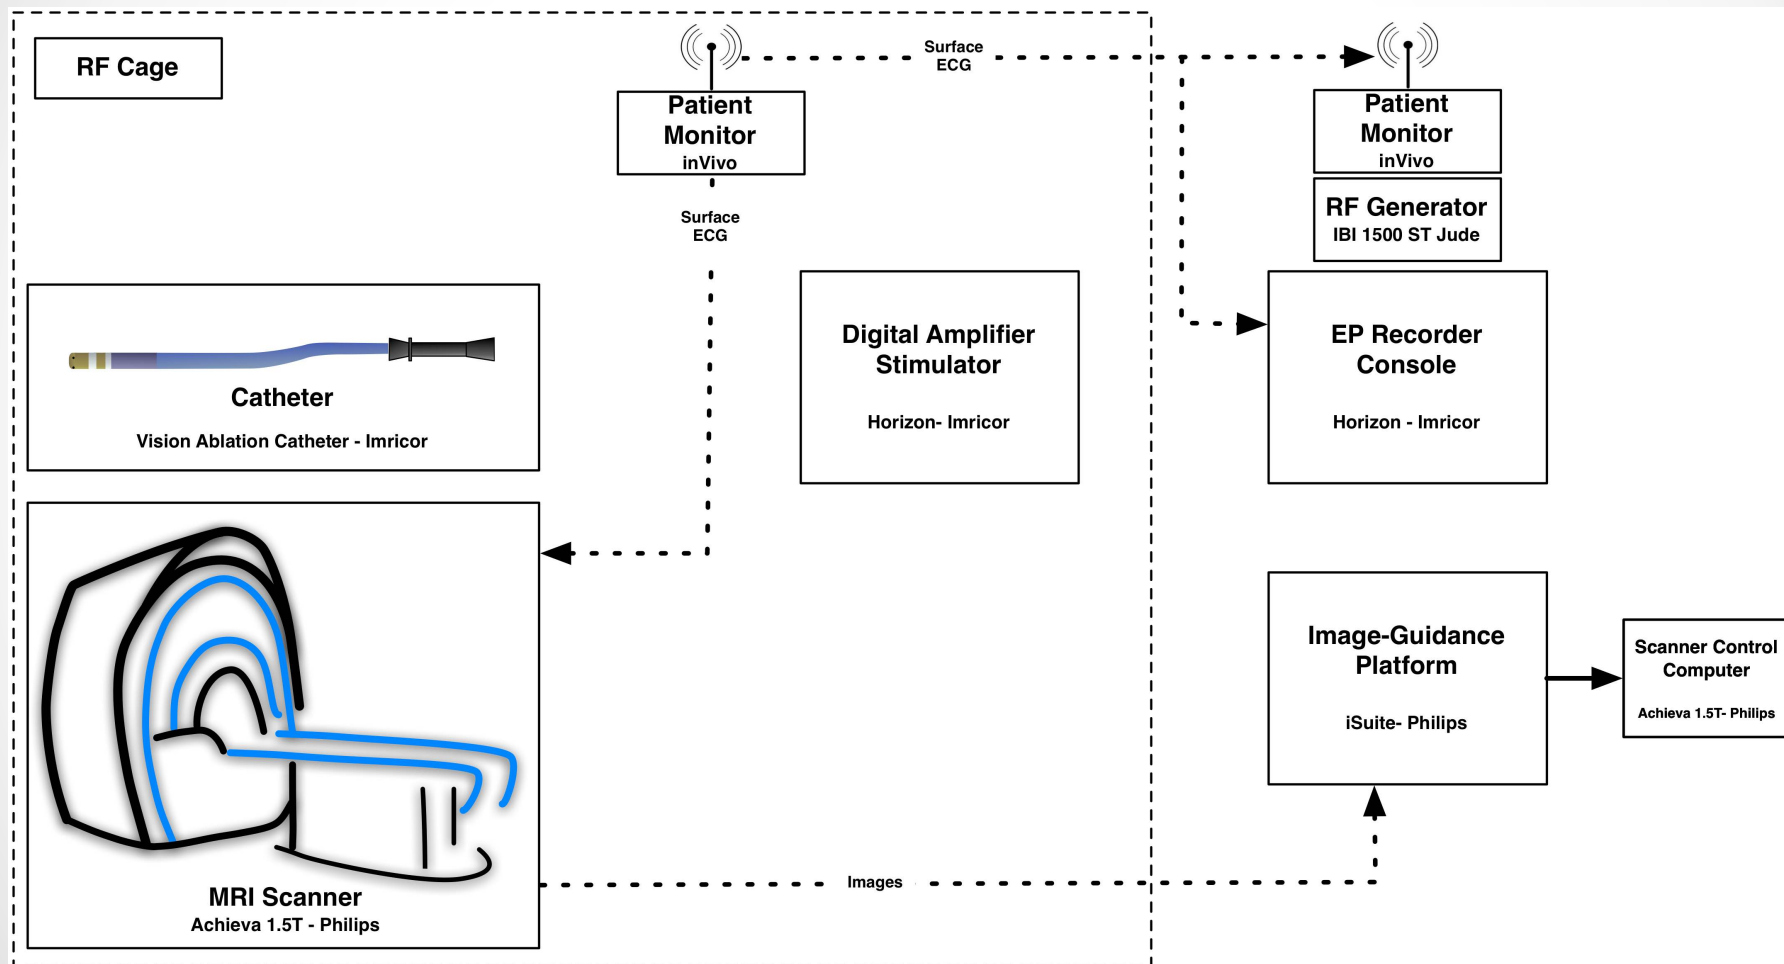 RF Cage
Surface
ECG
Patient
Monitor
inVivo
Patient
Monitor
inVivo
RF Generator
IBI 1500 ST Jude
Surface
ECG
Catheter
Vision Ablation Catheter - Imricor
Digital Amplifier
Stimulator
Horizon- Imricor
EP Recorder
Console
Horizon - Imricor
Image-Guidance
Platform
iSuite- Philips
Scanner Control
Computer
Achieva 1.5T- Philips
MRI Scanner
Achieva 1.5T - Philips
Images